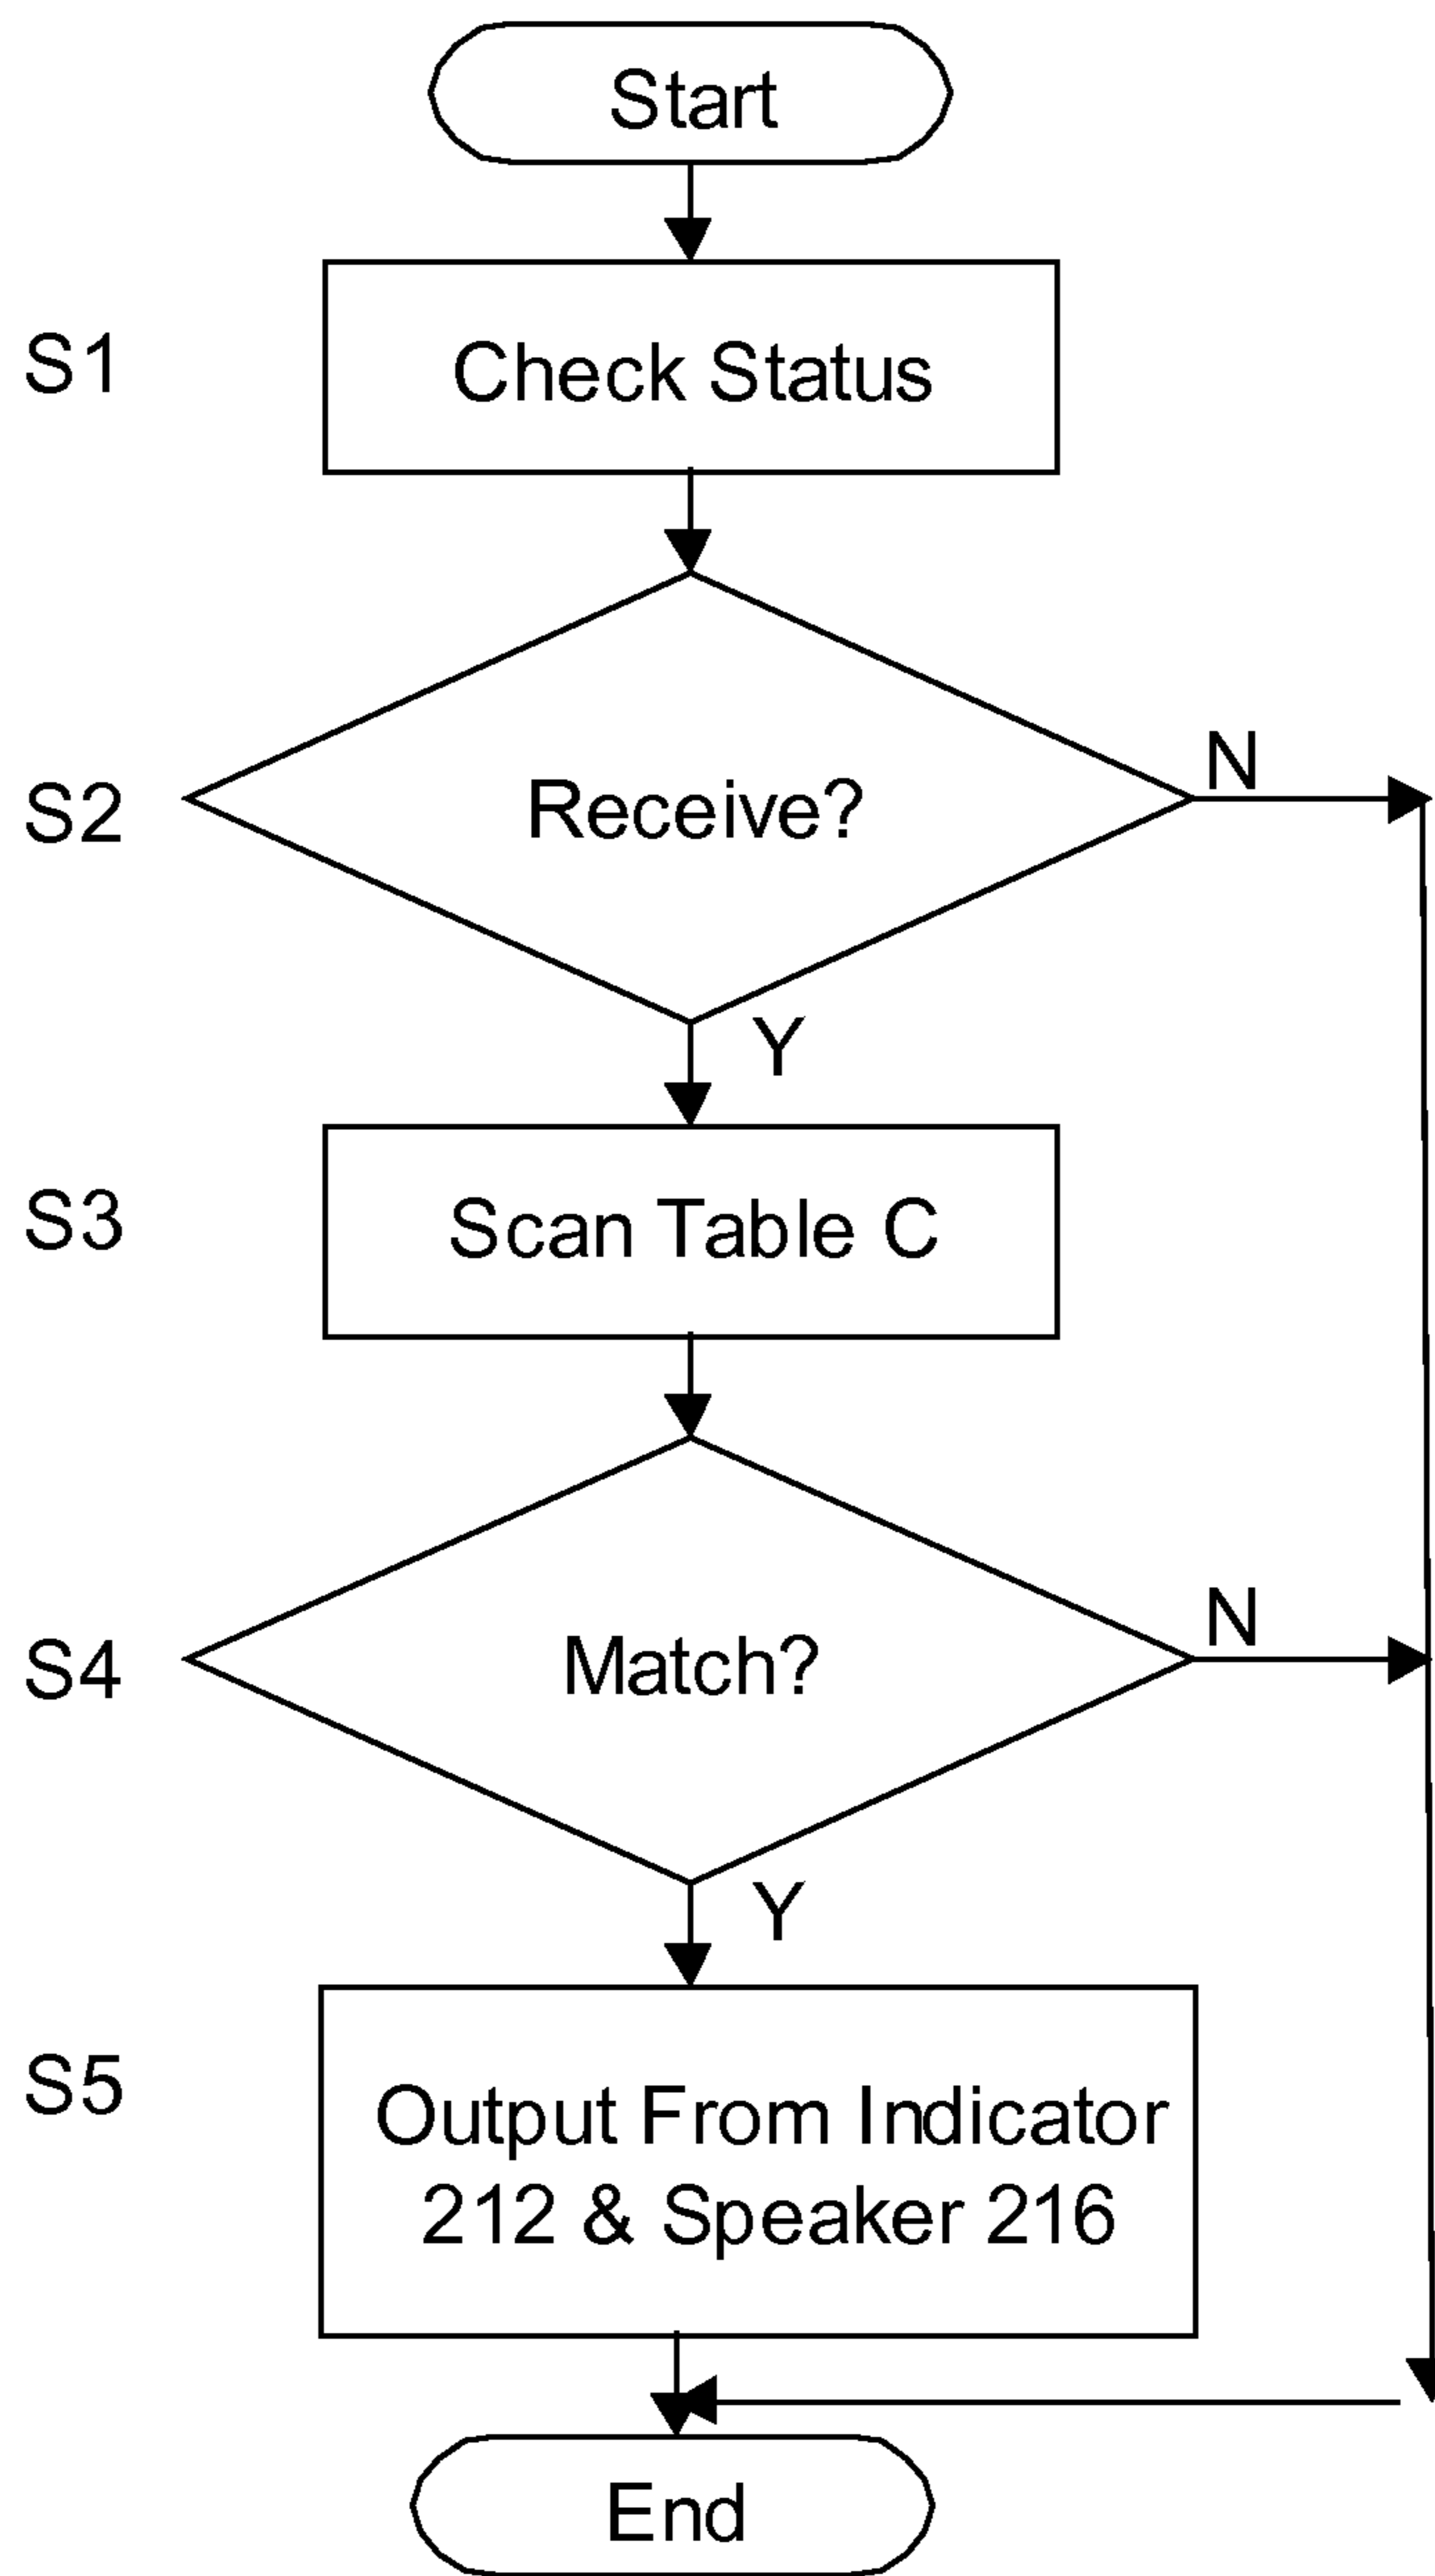 Start
S1
Check Status
S2
Receive?
N
Y
S3
Scan Table C
S4
Match?
N
Y
S5
Output From Indicator
212 & Speaker 216
End